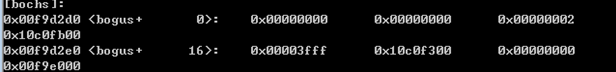 [bochs]:
0x00f9d2d0 <bogus+       0>:    0x00000000      0x00000000      0x00000002
0x10c0fb00
0x00f9d2e0 <bogus+      16>:    0x00003fff      0x10c0f300      0x00000000
0x00f9e000